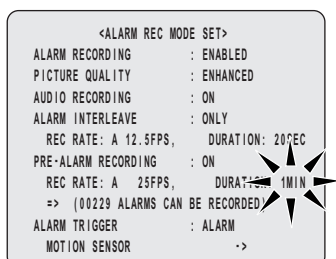 <ALARM REC MODE SET>
ALARM RECORDING : ENABLED
PICTURE QUALITY : ENHANCED
AUDIO RECORDING : ON
ALARM INTERLEAVE : ONLY
REC RATE: A 12.5FPS, DURATION: 20SEC
PRE-ALARM RECORDING : ON
REC RATE: A 25FPS, DURATION: 1MIN
=> (00229 ALARMS CAN BE RECORDED)
ALARM TRIGGER : ALARM
MOTION SENSOR ->